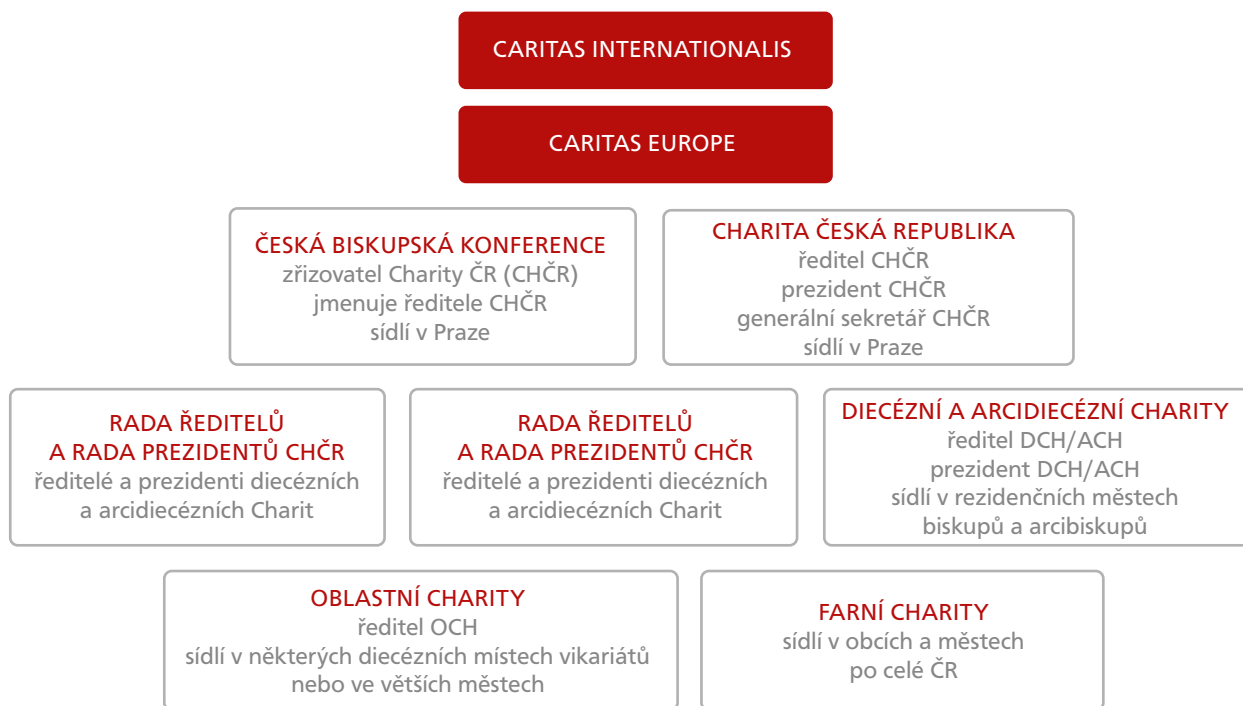 CARITAS INTERNATIONALIS
CARITAS EUROPE
ČESKÁ BISKUPSKÁ KONFERENCE
zřizovatel Charity ČR (CHČR)
jmenuje ředitele CHČR
sídlí v Praze
CHARITA ČESKÁ REPUBLIKA
ředitel CHČR
prezident CHČR
generální sekretář CHČR
sídlí v Praze
RADA ŘEDITELŮ
A RADA PREZIDENTŮ CHČR
ředitelé a prezidenti diecézních
a arcidiecézních Charit
RADA ŘEDITELŮ
A RADA PREZIDENTŮ CHČR
ředitelé a prezidenti diecézních
a arcidiecézních Charit
DIECÉZNÍ A ARCIDIECÉZNÍ CHARITY
ředitel DCH/ACH
prezident DCH/ACH
sídlí v rezidenčních městech
biskupů a arcibiskupů
OBLASTNÍ CHARITY
ředitel OCH
sídlí v některých diecézních místech vikariátů
nebo ve větších městech
FARNÍ CHARITY
sídlí v obcích a městech
po celé ČR